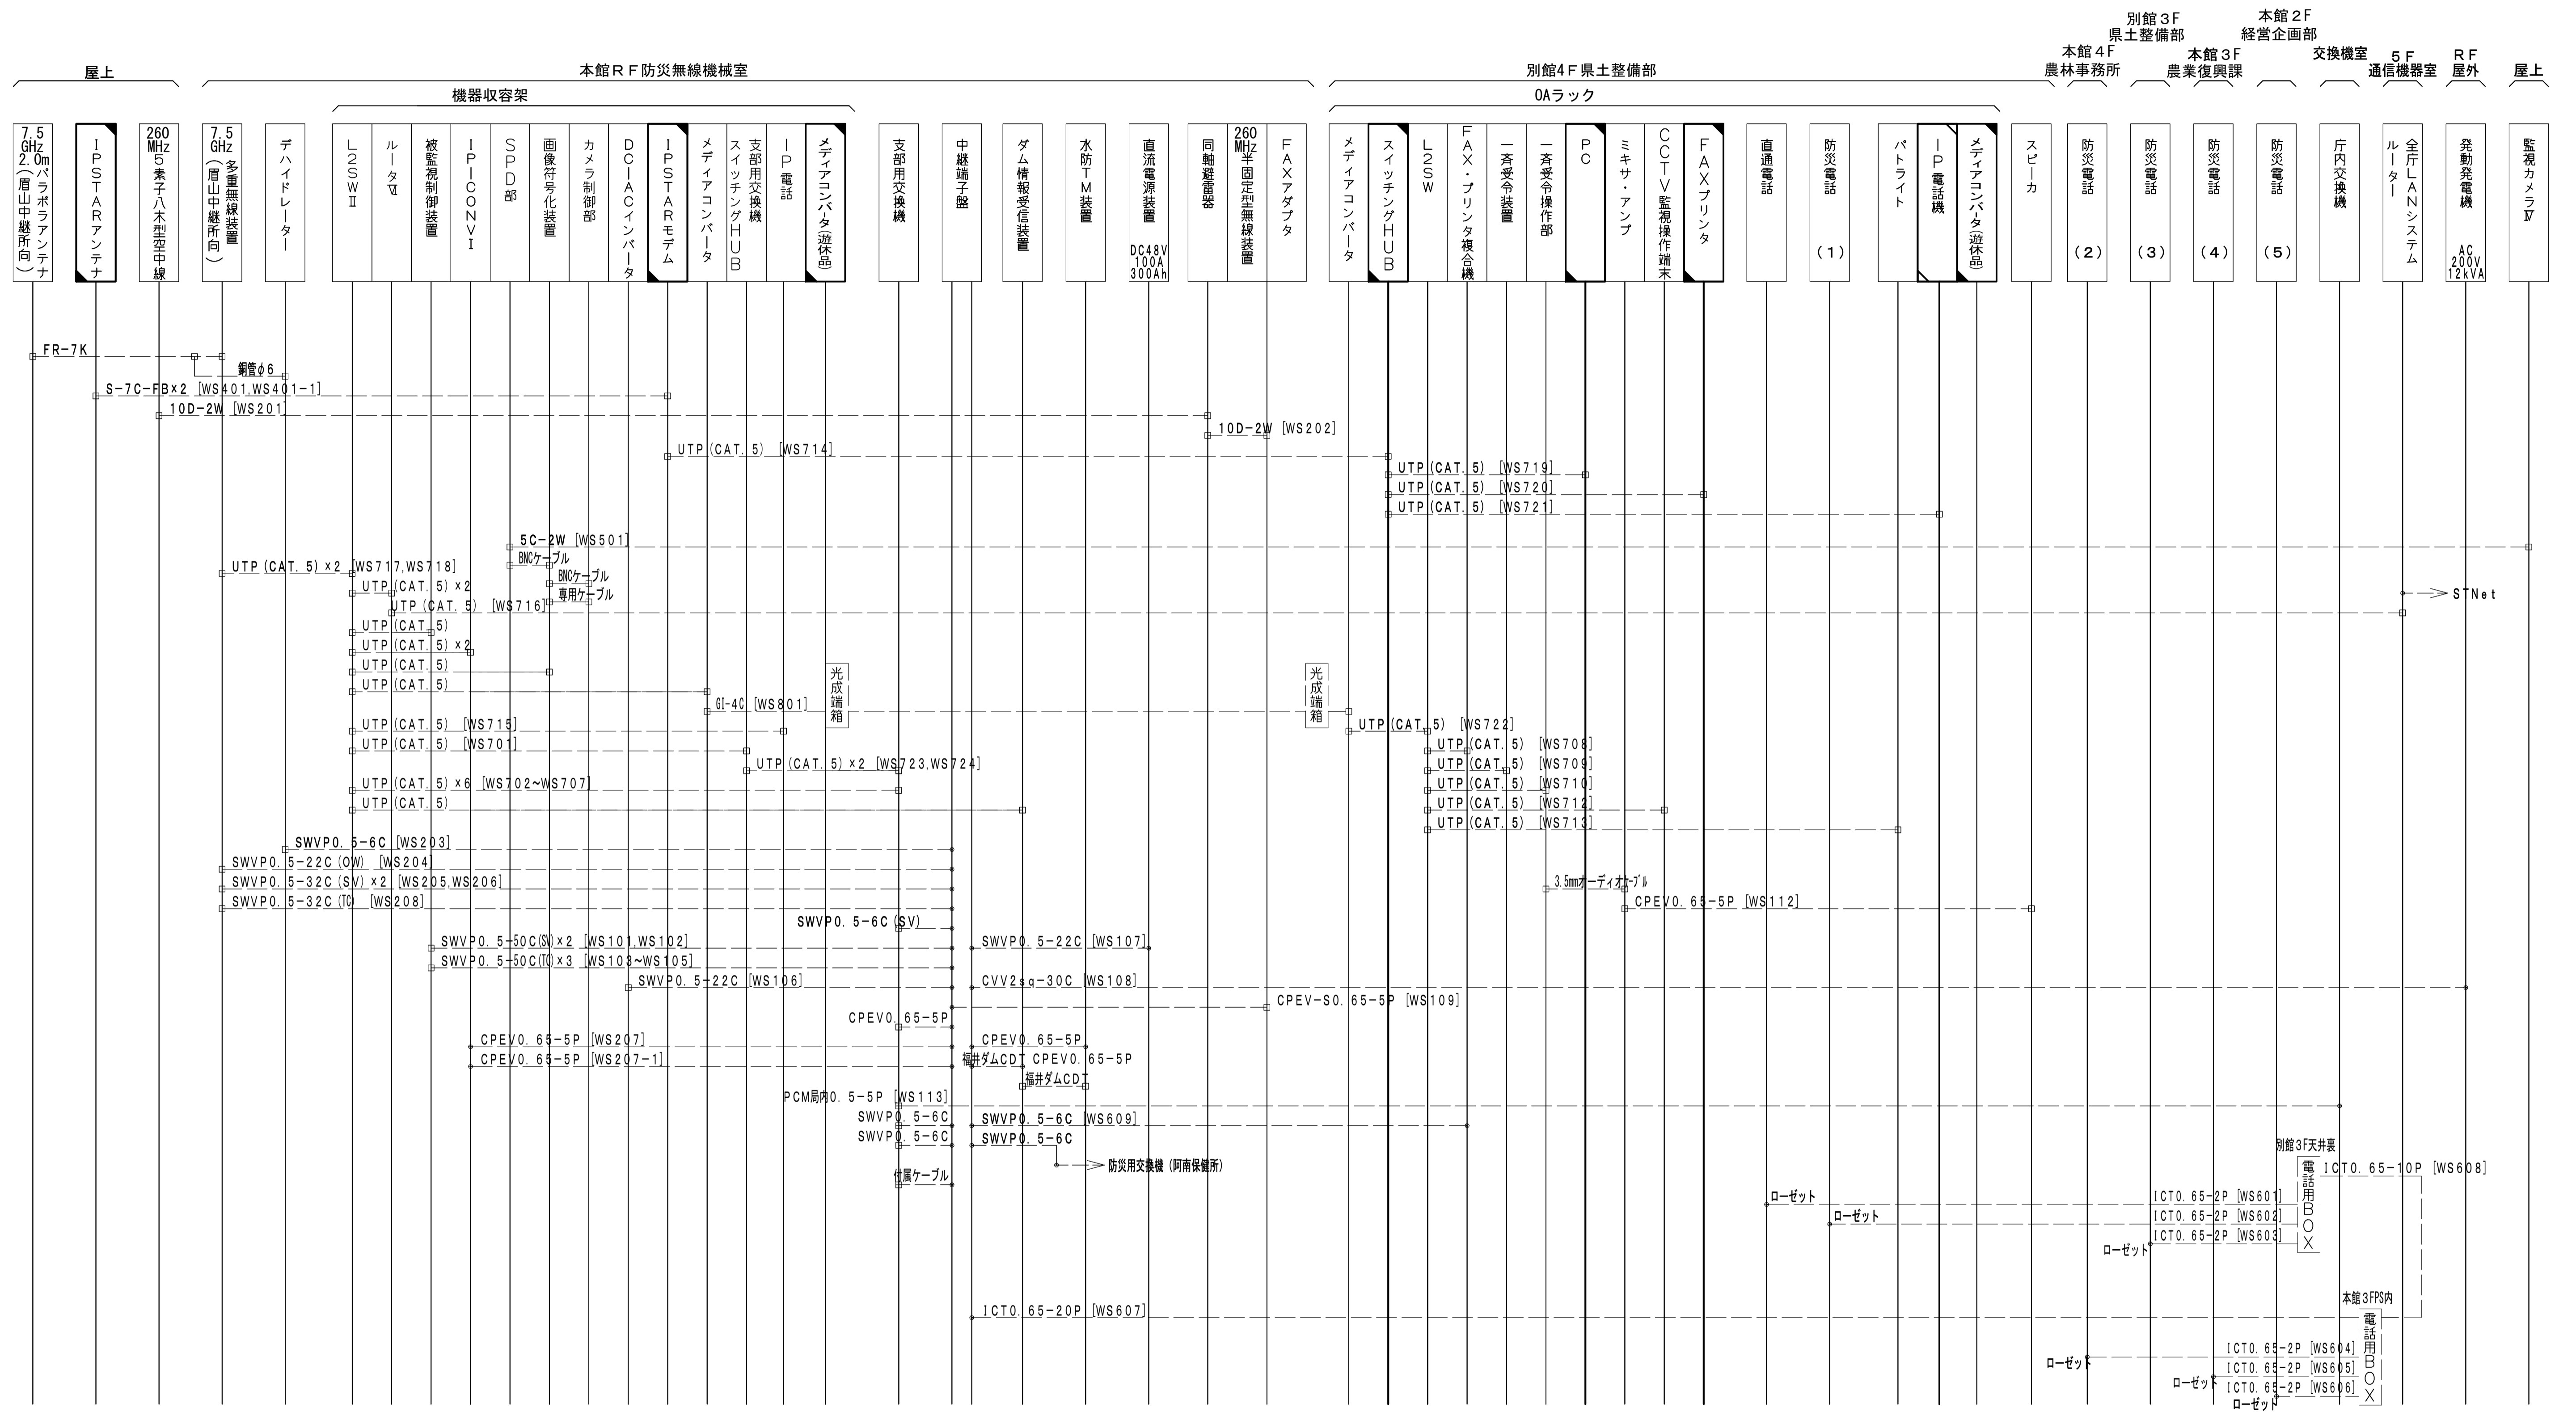 屋上
本館RF防災無線機械室
機器収容架
別館4F県土整備部
OAラック
本館4F
農林事務所
別館3F
県土整備部
本館3F
農業復興課
本館2F
経営企画部
交換機室
5F
通信機器室
RF
屋外
屋上
7.5
GHz
2.0mパラボラアンテナ
(眉山中継所向)
IPSTARアンテナ
260
MHz
5素子八木型空中線
7.5
GHz
多重無線装置
(眉山中継所向)
デハイドレーター
L2SWⅡ
ルータⅥ
被監視制御装置
IP-ICONVI
SPD部
画像符号化装置
カメラ制御部
DC-ACインバータ
IPSTARモデム
メディアコンバータ
支部用交換機
スイッチングHUB
IP電話
メディアコンバータ(遊休品)
支部用交換機
中継端子盤
ダム情報受信装置
水防TM装置
直流電源装置
DC48V
100A
300Ah
同軸避雷器
260
MHz
半固定型無線装置
FAXアダプタ
メディアコンバータ
スイッチングHUB
L2SW
FAX・プリンタ複合機
一斉受令装置
一斉受令操作部
PC
ミキサ・アンプ
CCTV監視操作端末
FAXプリンタ
直通電話
防災電話
(1)
パトライト
IP電話機
メディアコンバータ(遊休品)
スピーカ
防災電話
(2)
防災電話
(3)
防災電話
(4)
防災電話
(5)
庁内交換機
全庁LANシステム
ルーター
発動発電機
AC
200V
12kVA
監視カメラⅣ
FR-7K
銅管φ6
S-7C-FB×2 [WS401,WS401-1]
10D-2W [WS201]
10D-2W [WS202]
UTP(CAT.5) [WS714]
UTP(CAT.5) [WS719]
UTP(CAT.5) [WS720]
UTP(CAT.5) [WS721]
5C-2W [WS501]
BNCケーブル
UTP(CAT.5)×2 [WS717,WS718]
BNCケーブル
UTP(CAT.5)×2
専用ケーブル
STNet
UTP(CAT.5) [WS716]
UTP(CAT.5)
UTP(CAT.5)×2
UTP(CAT.5)
光成端箱
光成端箱
UTP(CAT.5)
GI-4C [WS801]
UTP(CAT.5) [WS715]
UTP(CAT.5) [WS722]
UTP(CAT.5) [WS701]
UTP(CAT.5) [WS708]
UTP(CAT.5)×2 [WS723,WS724]
UTP(CAT.5) [WS709]
UTP(CAT.5)×6 [WS702~WS707]
UTP(CAT.5) [WS710]
UTP(CAT.5)
UTP(CAT.5) [WS712]
UTP(CAT.5) [WS713]
SWVP0.5-6C [WS203]
SWVP0.5-22C(OW) [WS204]
SWVP0.5-32C(SV)×2 [WS205,WS206]
3.5mmオーディオケーブル
SWVP0.5-32C(TC) [WS208]
CPEV0.65-5P [WS112]
SWVP0.5-6C(SV)
SWVP0.5-50C(SV)×2 [WS101,WS102]
SWVP0.5-22C [WS107]
SWVP0.5-50C(TC)×3 [WS103~WS105]
SWVP0.5-22C [WS106]
CVV2sq-30C [WS108]
CPEV-S0.65-5P [WS109]
CPEV0.65-5P
CPEV0.65-5P [WS207]
CPEV0.65-5P
CPEV0.65-5P [WS207-1]
福井ダムCDT CPEV0.65-5P
福井ダムCDT
PCM局内0.5-5P [WS113]
SWVP0.5-6C
SWVP0.5-6C [WS609]
SWVP0.5-6C
SWVP0.5-6C
防災用交換機(阿南保健所)
付属ケーブル
別館3F天井裏
電話用BOX
ICT0.65-10P [WS608]
ローゼット
ICT0.65-2P [WS601]
ローゼット
ICT0.65-2P [WS602]
ローゼット
ICT0.65-2P [WS603]
本館3FPS内
電話用BOX
ICT0.65-20P [WS607]
ローゼット
ICT0.65-2P [WS604]
ローゼット
ICT0.65-2P [WS605]
ローゼット
ICT0.65-2P [WS606]